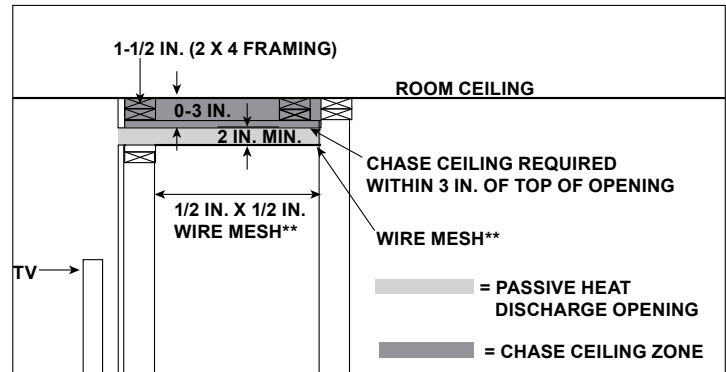 1-1/2 IN. (2 X 4 FRAMING)
ROOM CEILING
0-3 IN.
2 IN. MIN.
CHASE CEILING REQUIRED
WITHIN 3 IN. OF TOP OF OPENING
1/2 IN. X 1/2 IN.
WIRE MESH**
WIRE MESH**
TV
= PASSIVE HEAT
DISCHARGE OPENING
= CHASE CEILING ZONE